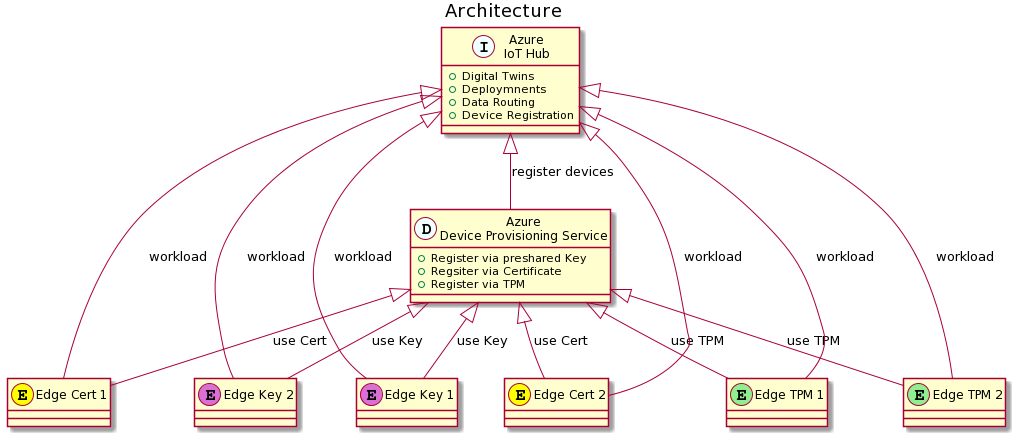 Architecture
I
Azure
IoT Hub
Digital Twins
Deploymnents
Data Routing
Device Registration
register devices
D
Azure
Device Provisioning Service
Register via preshared Key
Regsiter via Certificate
Register via TPM
workload
workload
workload
workload
workload
workload
use Cert
use Key
use Key
use Cert
use TPM
use TPM
E Edge Cert 1
E Edge Key 2
E Edge Key 1
E Edge Cert 2
E Edge TPM 1
E Edge TPM 2